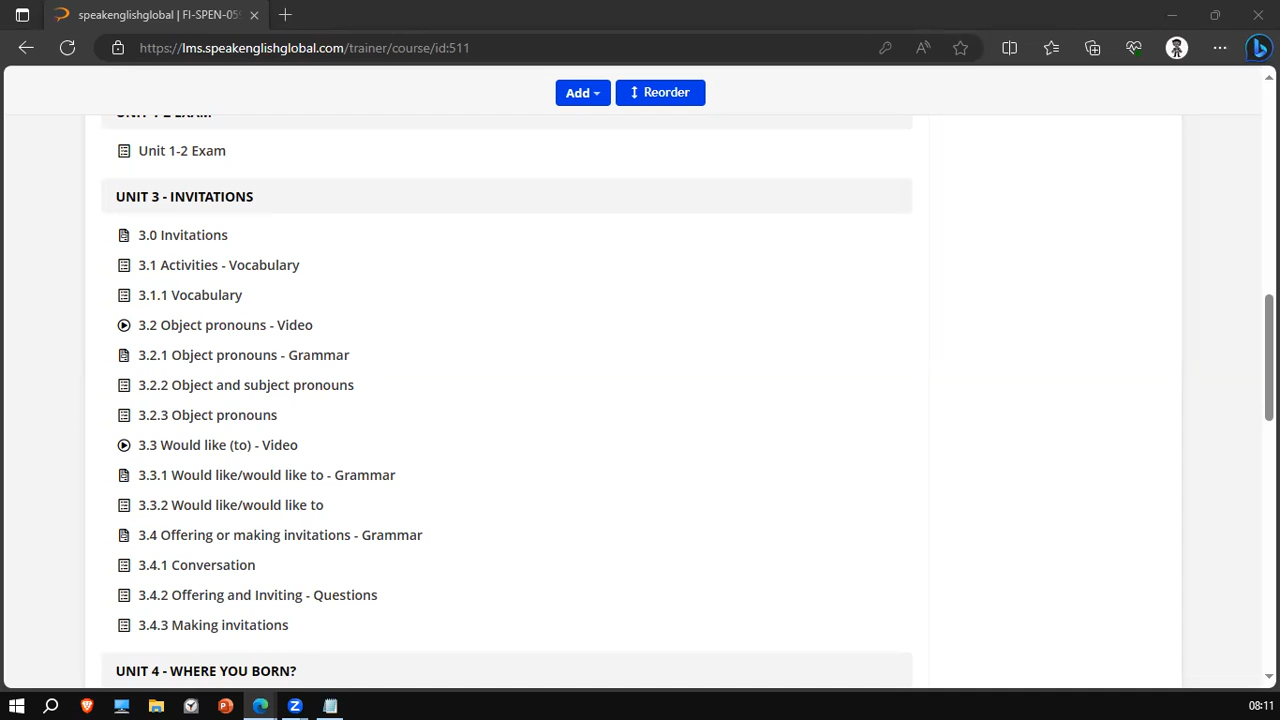 speakenglishglobal | FI-SPEN-059
https://lms.speakenglishglobal.com/trainer/course/id:511
Add
Reorder
UNIT 1-2 EXAM
Unit 1-2 Exam
UNIT 3 - INVITATIONS
3.0 Invitations
3.1 Activities - Vocabulary
3.1.1 Vocabulary
3.2 Object pronouns - Video
3.2.1 Object pronouns - Grammar
3.2.2 Object and subject pronouns
3.2.3 Object pronouns
3.3 Would like (to) - Video
3.3.1 Would like/would like to - Grammar
3.3.2 Would like/would like to
3.4 Offering or making invitations - Grammar
3.4.1 Conversation
3.4.2 Offering and Inviting - Questions
3.4.3 Making invitations
UNIT 4 - WHERE YOU BORN?
08:11